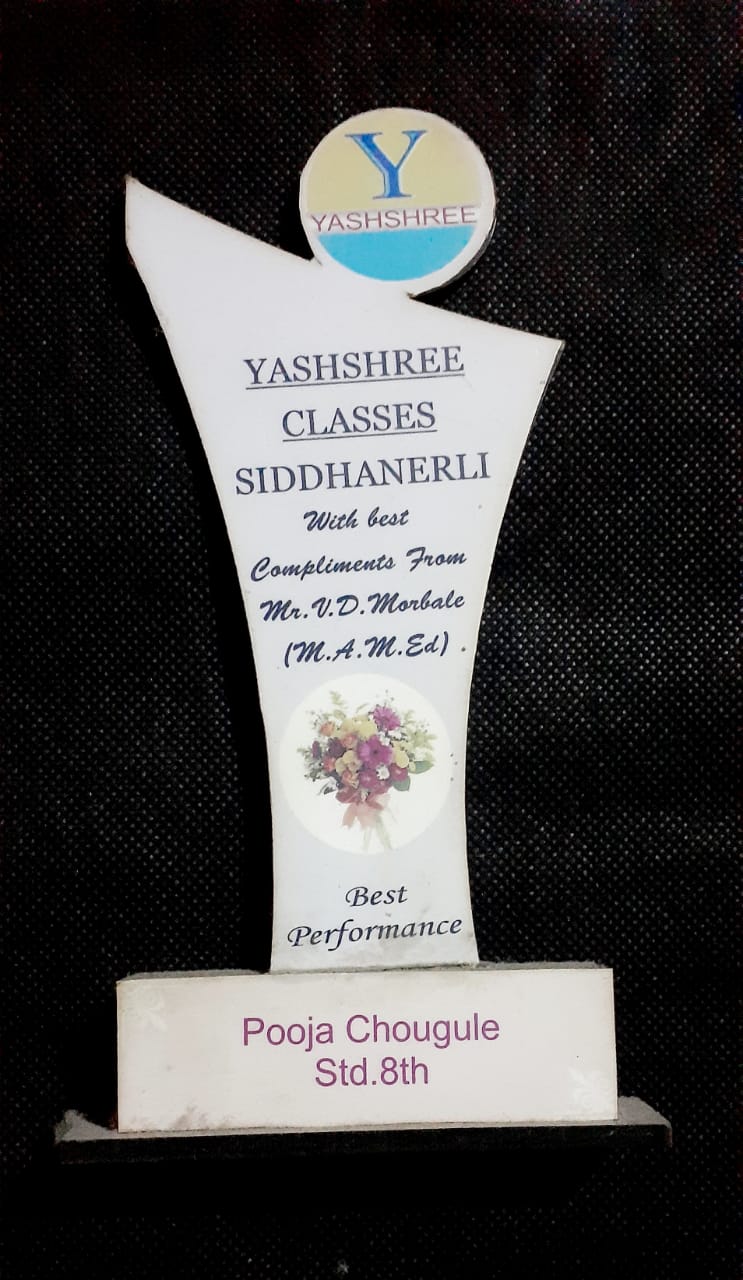 Y
YASHSHREE
YASHSHREE
CLASSES
SIDDHANERLI
With best
Compliments From
Mr.V.D.Morbale
(M.A.M.Ed)
Best
Performance
Pooja Chougule
Std.8th